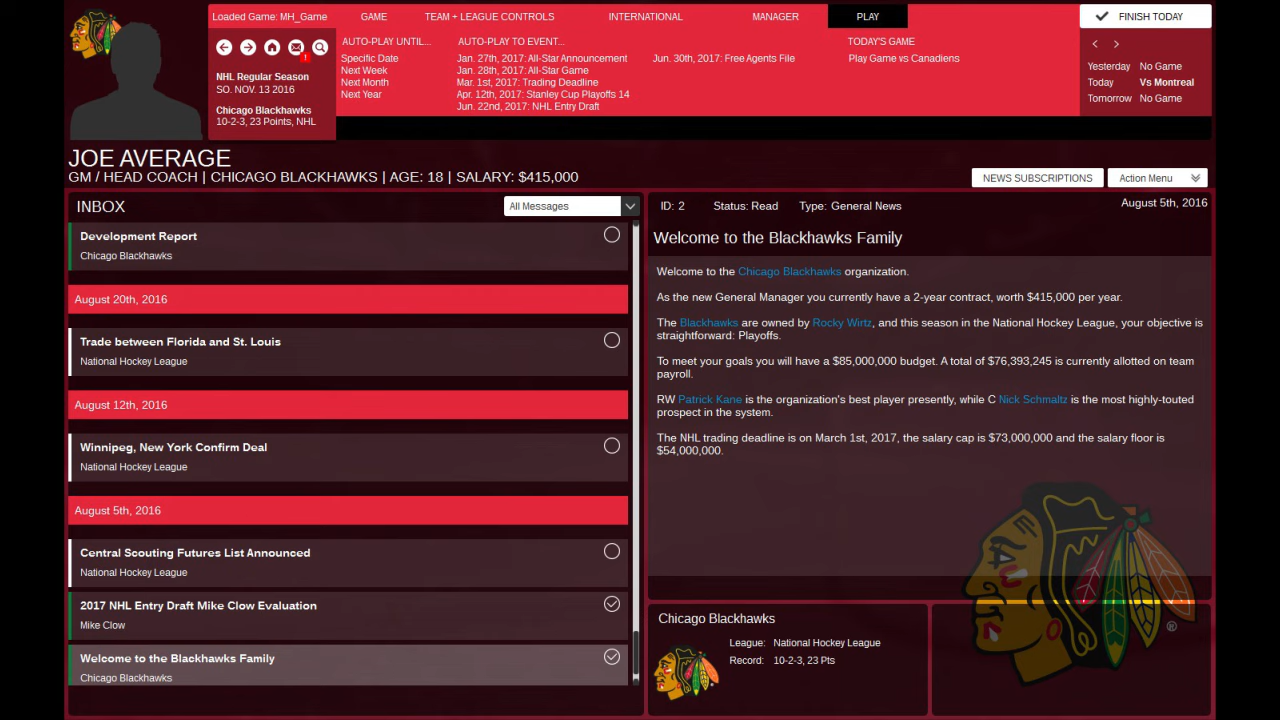 Loaded Game: MH_Game
GAME
TEAM + LEAGUE CONTROLS
INTERNATIONAL
MANAGER
PLAY
FINISH TODAY
NHL Regular Season
SO. NOV. 13 2016
Chicago Blackhawks
10-2-3, 23 Points, NHL
AUTO-PLAY UNTIL...
Specific Date
Next Week
Next Month
Next Year
AUTO-PLAY TO EVENT...
Jan. 27th, 2017: All-Star Announcement
Jan. 28th, 2017: All-Star Game
Mar. 1st, 2017: Trading Deadline
Apr. 12th, 2017: Stanley Cup Playoffs 14
Jun. 22nd, 2017: NHL Entry Draft
Jun. 30th, 2017: Free Agents File
TODAY'S GAME
Play Game vs Canadiens
Yesterday No Game
Today Vs Montreal
Tomorrow No Game
JOE AVERAGE
GM / HEAD COACH | CHICAGO BLACKHAWKS | AGE: 18 | SALARY: $415,000
NEWS SUBSCRIPTIONS
Action Menu
INBOX
All Messages
Development Report
Chicago Blackhawks
August 20th, 2016
Trade between Florida and St. Louis
National Hockey League
August 12th, 2016
Winnipeg, New York Confirm Deal
National Hockey League
August 5th, 2016
Central Scouting Futures List Announced
National Hockey League
2017 NHL Entry Draft Mike Clow Evaluation
Mike Clow
Welcome to the Blackhawks Family
Chicago Blackhawks
ID: 2 Status: Read Type: General News August 5th, 2016
Welcome to the Blackhawks Family
Welcome to the Chicago Blackhawks organization.
As the new General Manager you currently have a 2-year contract, worth $415,000 per year.
The Blackhawks are owned by Rocky Wirtz, and this season in the National Hockey League, your objective is
straightforward: Playoffs.
To meet your goals you will have a $85,000,000 budget. A total of $76,393,245 is currently allotted on team
payroll.
RW Patrick Kane is the organization's best player presently, while C Nick Schmaltz is the most highly-touted
prospect in the system.
The NHL trading deadline is on March 1st, 2017, the salary cap is $73,000,000 and the salary floor is
$54,000,000.
Chicago Blackhawks
League: National Hockey League
Record: 10-2-3, 23 Pts
®